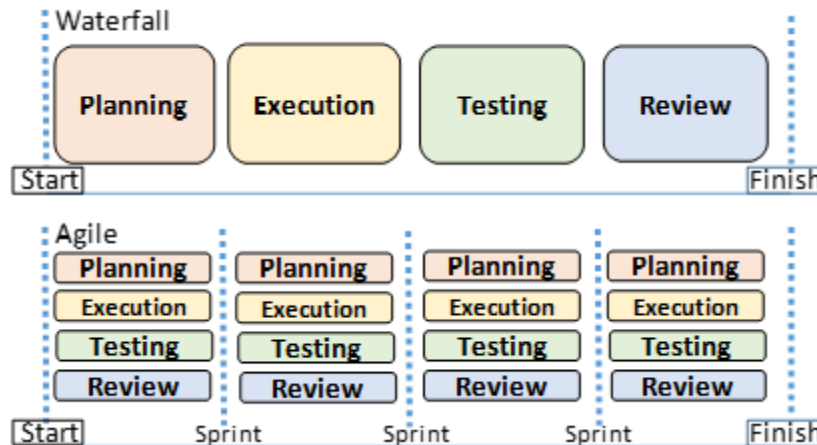 Waterfall
Planning Execution Testing Review
Start Finish
Agile
Planning Planning Planning Planning
Execution Execution Execution Execution
Testing Testing Testing Testing
Review Review Review Review
Start Sprint Sprint Sprint Finish